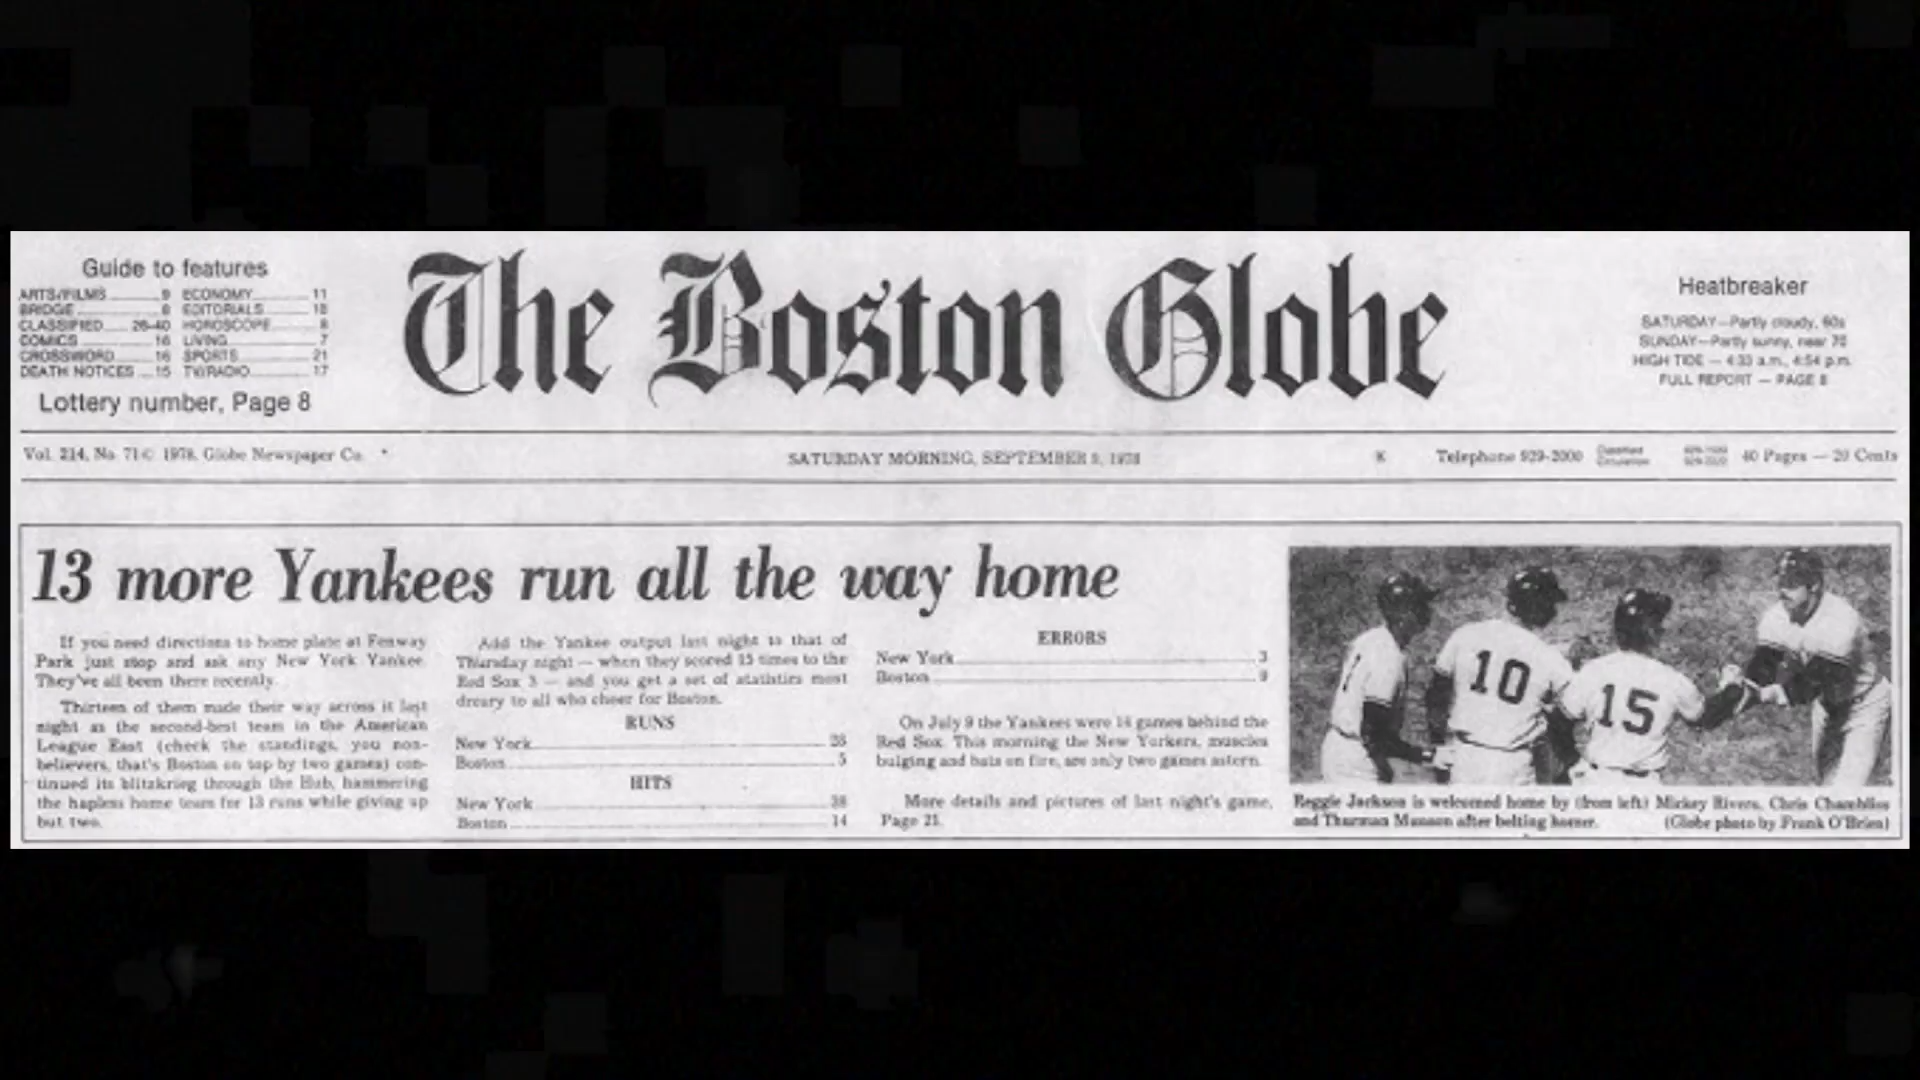 Guide to features
ARTS/FILMS 9 ECONOMY 11
BRIDGE 8 EDITORIALS 10
CLASSIFIED 26-40 HOROSCOPE 8
COMICS 16 LIVING 7
CROSSWORD 16 SPORTS 21
DEATH NOTICES 15 TV/RADIO 17
Lottery number, Page 8
The Boston Globe
Heatbreaker
SATURDAY—Partly cloudy, 60s
SUNDAY—Partly sunny, near 70
HIGH TIDE — 4:33 a.m., 4:54 p.m.
FULL REPORT — PAGE 8
Vol. 214, No. 71 © 1978, Globe Newspaper Co.
SATURDAY MORNING, SEPTEMBER 9, 1978
K
Telephone 929-2000
Classified
Circulation
40 Pages — 20 Cents
13 more Yankees run all the way home
If you need directions to home plate at Fenway
Park just stop and ask any New York Yankee.
They've all been there recently.
Thirteen of them made their way across it last
night as the second-best team in the American
League East (check the standings, you non-
believers, that's Boston on top by two games) con-
tinued its blitzkrieg through the Hub, hammering
the hapless home team for 13 runs while giving up
but two.
Add the Yankee output last night to that of
Thursday night — when they scored 15 times to the
Red Sox 3 — and you get a set of statistics most
dreary to all who cheer for Boston.
RUNS
New York 28
Boston 5
HITS
New York 38
Boston 14
ERRORS
New York 3
Boston 9
On July 9 the Yankees were 14 games behind the
Red Sox. This morning the New Yorkers, muscles
bulging and bats on fire, are only two games astern.
More details and pictures of last night's game,
Page 21.
1
10
15
Reggie Jackson is welcomed home by (from left) Mickey Rivers, Chris Chambliss
and Thurman Munson after belting homer. (Globe photo by Frank O'Brien)